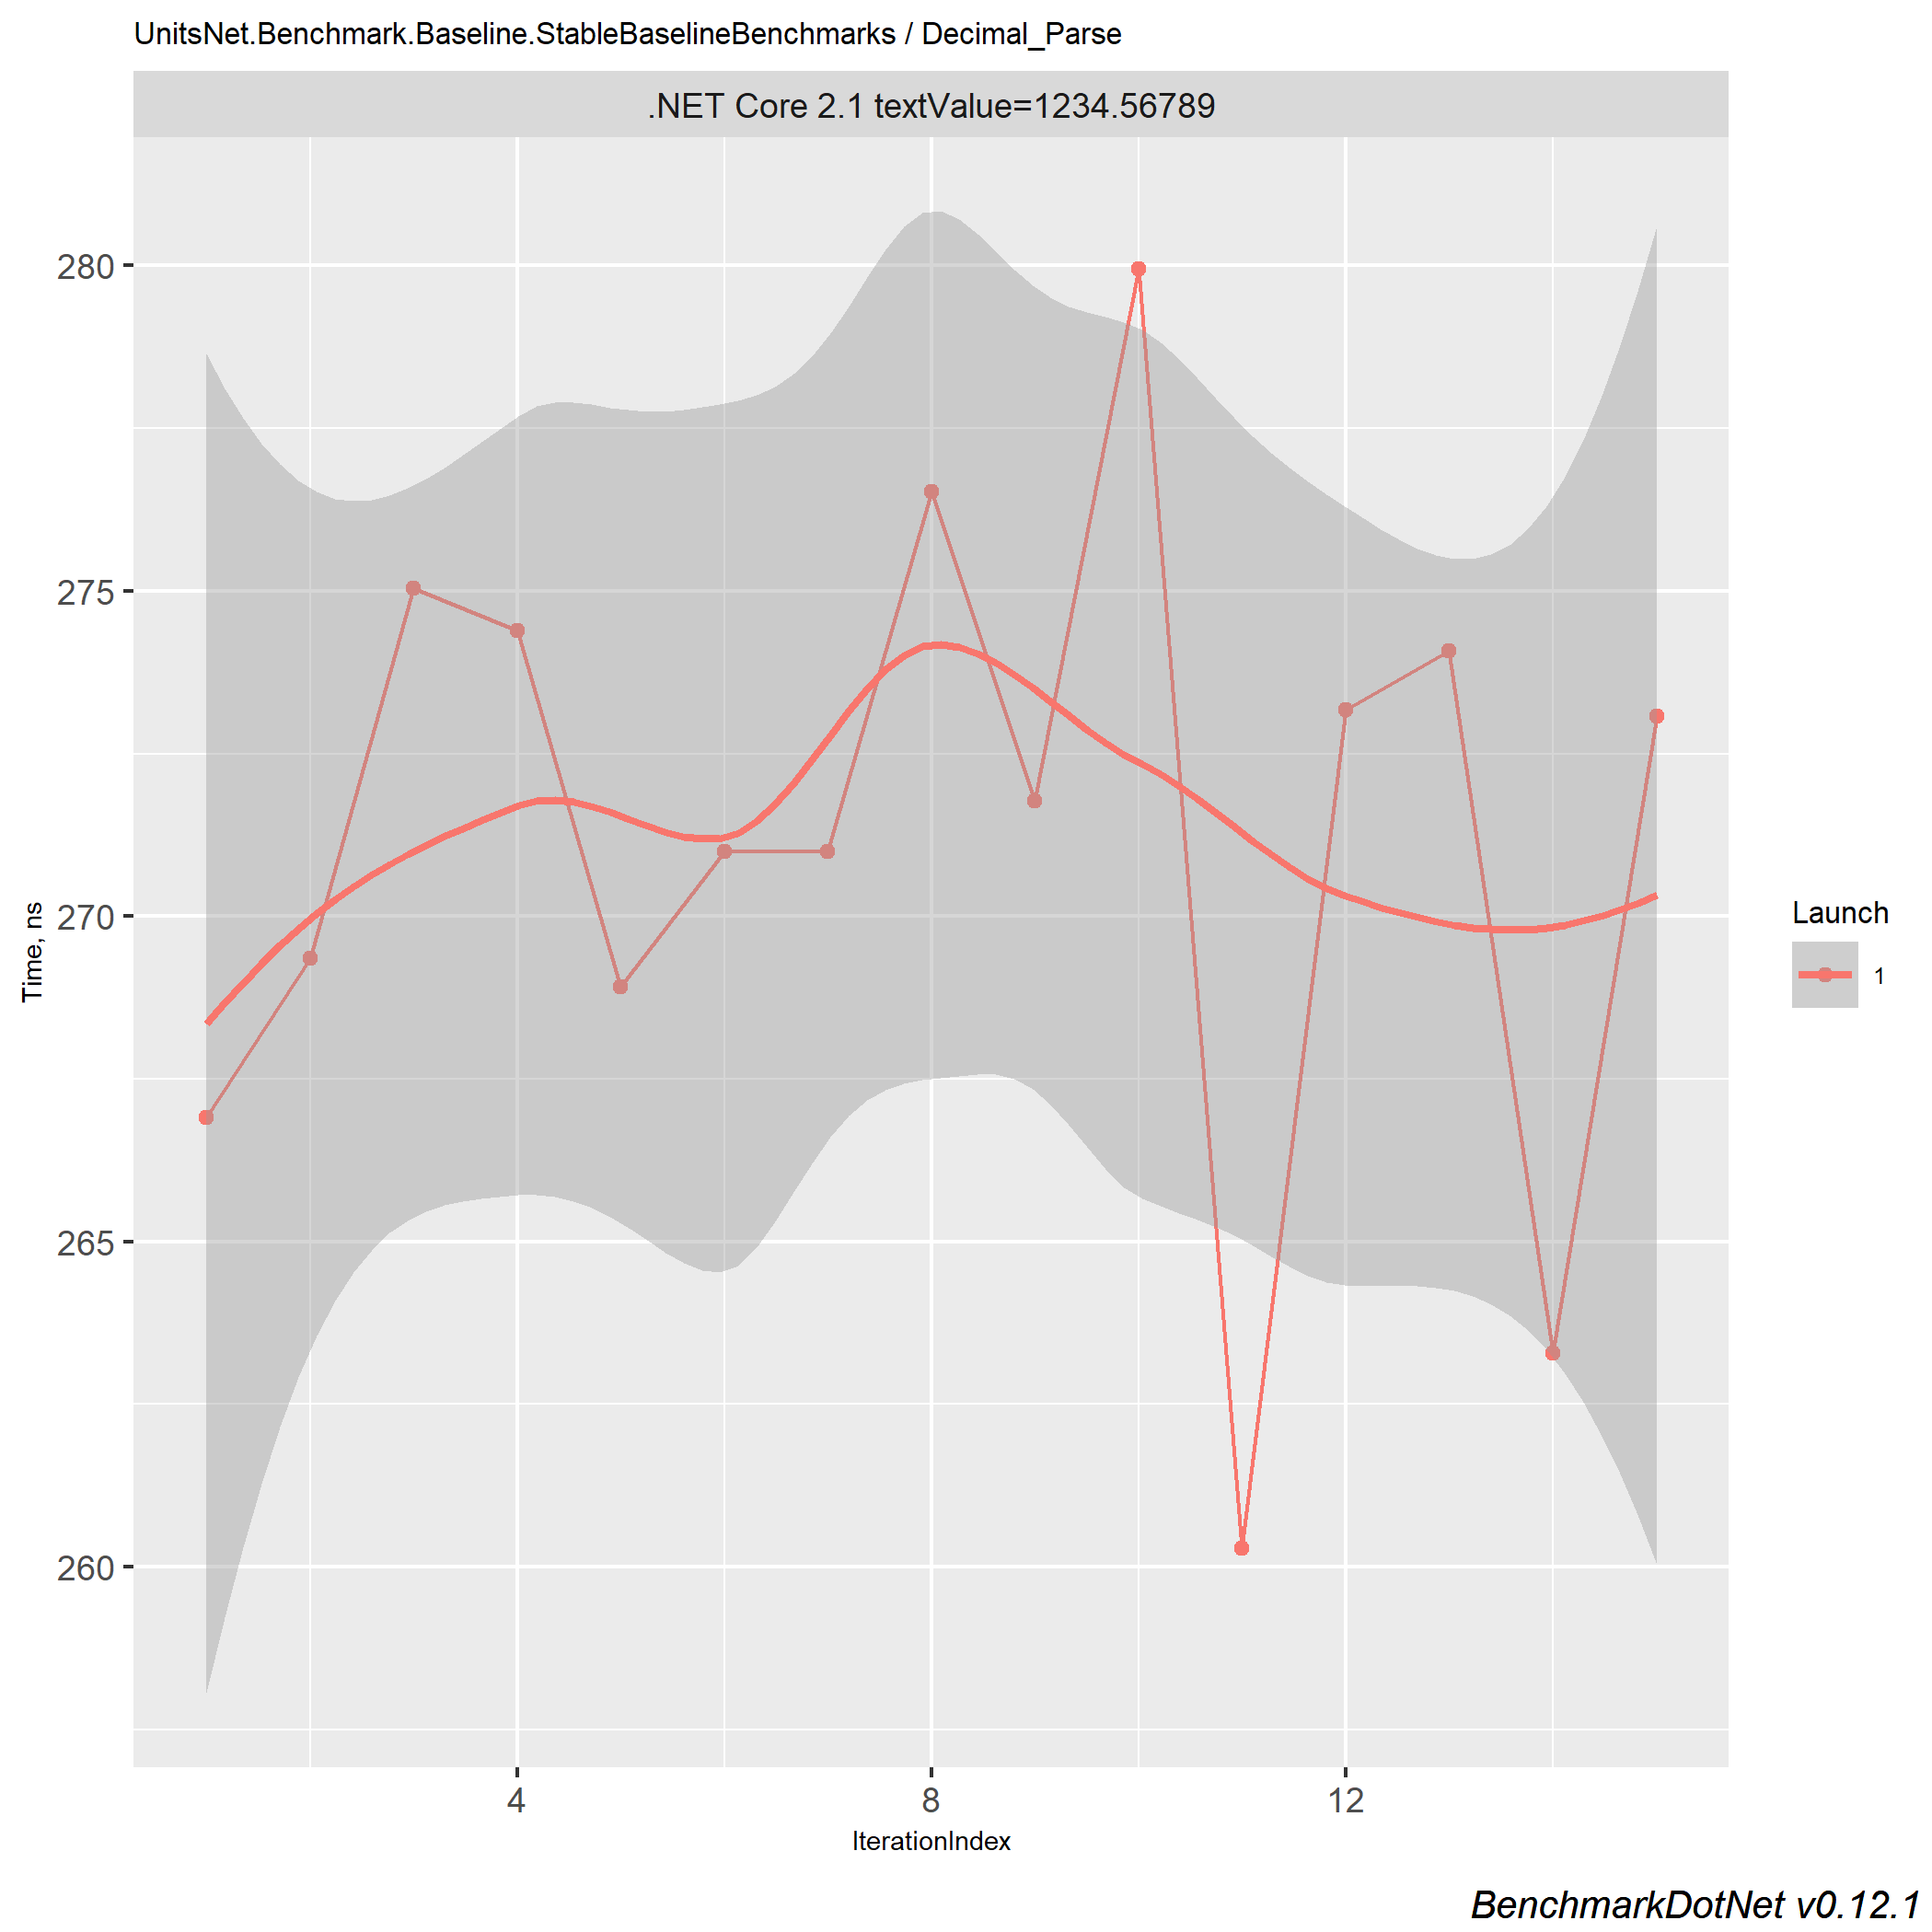 UnitsNet.Benchmark.Baseline.StableBaselineBenchmarks / Decimal_Parse
.NET Core 2.1 textValue=1234.56789
280
275
270
265
260
Time, ns
4 8 12
IterationIndex
Launch
1
BenchmarkDotNet v0.12.1